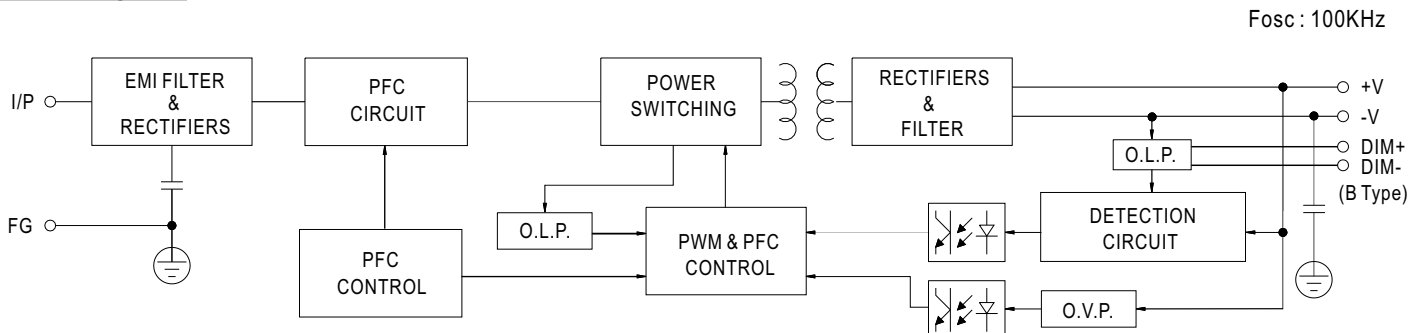 Fosc : 100KHz
I/P
EMI FILTER
&
RECTIFIERS
PFC
CIRCUIT
POWER
SWITCHING
RECTIFIERS
&
FILTER
+V
-V
DIM+
DIM-
(B Type)
O.L.P.
FG
O.L.P.
DETECTION
CIRCUIT
PFC
CONTROL
PWM & PFC
CONTROL
O.V.P.